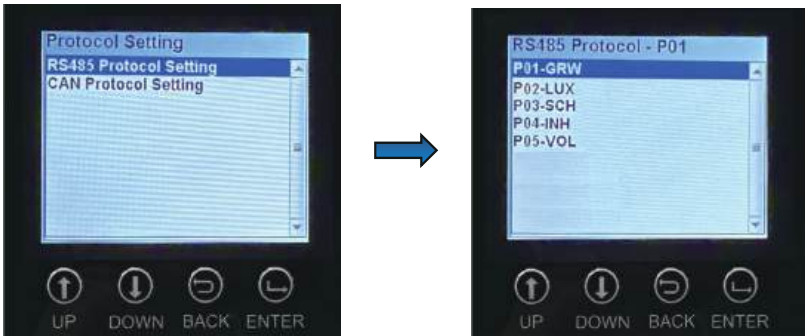 Protocol Setting
RS485 Protocol Setting
CAN Protocol Setting
UP DOWN BACK ENTER
RS485 Protocol - P01
P01-GRW
P02-LUX
P03-SCH
P04-INH
P05-VOL
UP DOWN BACK ENTER